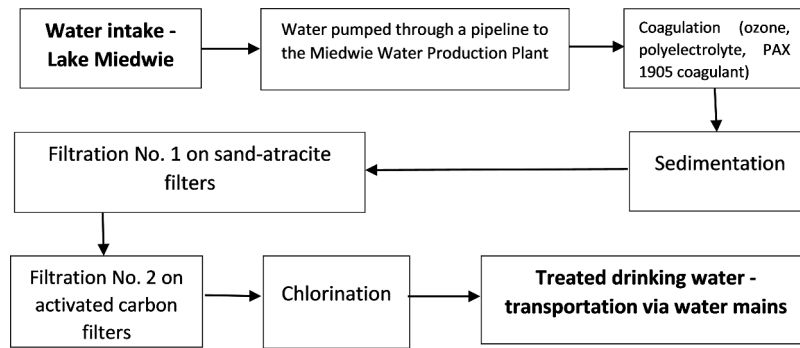 Water intake -
Lake Miedwie
Water pumped through a pipeline to
the Miedwie Water Production Plant
Coagulation (ozone,
polyelectrolyte, PAX
1905 coagulant)
Sedimentation
Filtration No. 1 on sand-atracite
filters
Filtration No. 2 on
activated carbon
filters
Chlorination
Treated drinking water -
transportation via water mains